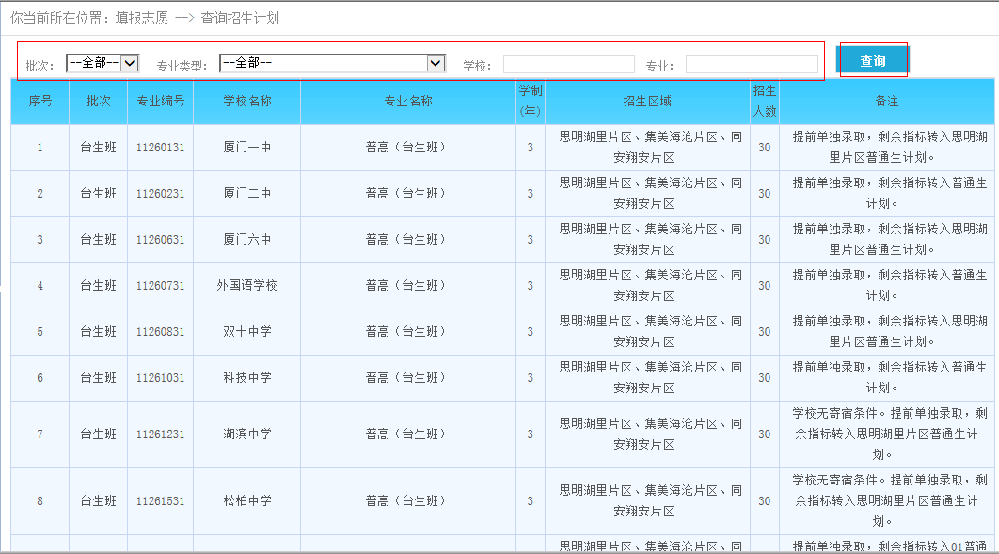 你当前所在位置：填报志愿 --> 查询招生计划
批次： --全部-- 专业类型： --全部-- 学校： 专业： 查询
序号 批次 专业编号 学校名称 专业名称 学制（年） 招生区域 招生人数 备注
1 台生班 11260131 厦门一中 普高（台生班） 3 思明湖里片区、集美海沧片区、同安翔安片区 30 提前单独录取，剩余指标转入思明湖里片区普通生计划。
2 台生班 11260231 厦门二中 普高（台生班） 3 思明湖里片区、集美海沧片区、同安翔安片区 30 提前单独录取，剩余指标转入普通生计划。
3 台生班 11260631 厦门六中 普高（台生班） 3 思明湖里片区、集美海沧片区、同安翔安片区 30 提前单独录取，剩余指标转入思明湖里片区普通生计划。
4 台生班 11260731 外国语学校 普高（台生班） 3 思明湖里片区、集美海沧片区、同安翔安片区 30 提前单独录取，剩余指标转入普通生计划。
5 台生班 11260831 双十中学 普高（台生班） 3 思明湖里片区、集美海沧片区、同安翔安片区 30 提前单独录取，剩余指标转入思明湖里片区普通生计划。
6 台生班 11261031 科技中学 普高（台生班） 3 思明湖里片区、集美海沧片区、同安翔安片区 30 提前单独录取，剩余指标转入普通生计划。
7 台生班 11261231 湖滨中学 普高（台生班） 3 思明湖里片区、集美海沧片区、同安翔安片区 30 学校无寄宿条件。提前单独录取，剩余指标转入思明湖里片区普通生计划。
8 台生班 11261531 松柏中学 普高（台生班） 3 思明湖里片区、集美海沧片区、同安翔安片区 30 学校无寄宿条件。提前单独录取，剩余指标转入思明湖里片区普通生计划。
思明湖里片区、集美海沧片区、同 提前单独录取，剩余指标转入01普通